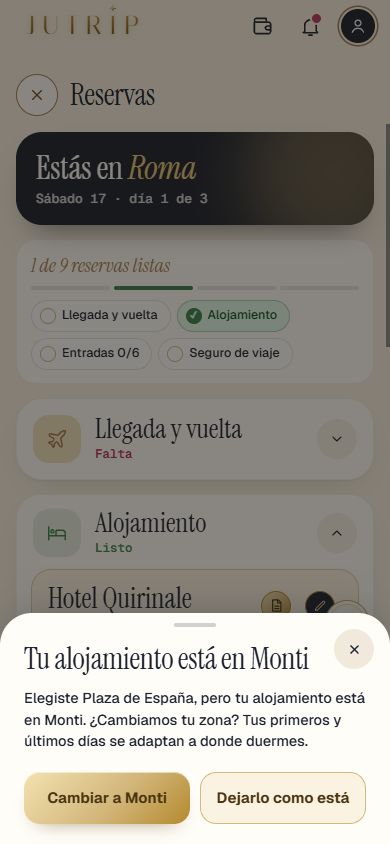 JUTRIP
Reservas
Estás en Roma
Sábado 17 · día 1 de 3
1 de 9 reservas listas
Llegada y vuelta
Alojamiento
Entradas 0/6
Seguro de viaje
Llegada y vuelta
Falta
Alojamiento
Listo
Hotel Quirinale
Tu alojamiento está en Monti
Elegiste Plaza de España, pero tu alojamiento está
en Monti. ¿Cambiamos tu zona? Tus primeros y
últimos días se adaptan a donde duermes.
Cambiar a Monti
Dejarlo como está